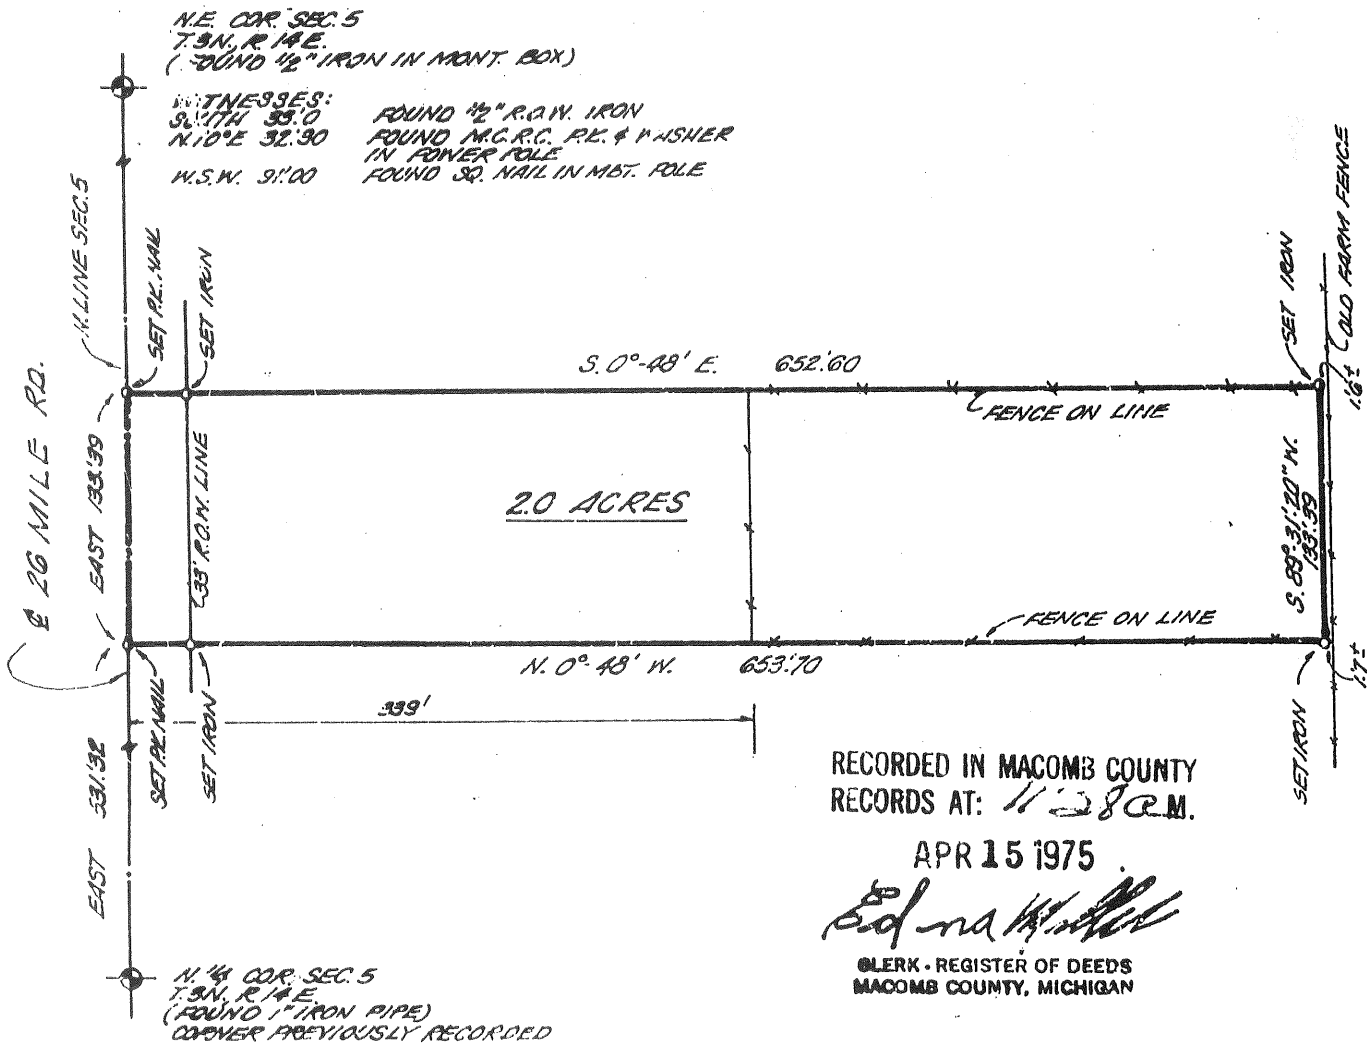 N.E. COR. SEC. 5
T.3N., R.14E.
(FOUND 1/2" IRON IN MONT. BOX)
WITNESSES:
SOUTH 33.'0 FOUND 1/2" R.O.W. IRON
N.10°E 32.'30 FOUND M.C.R.C. P.K. & WASHER
IN POWER POLE
W.S.W. 91.'00 FOUND SQ. NAIL IN MBT. POLE
N. LINE SEC. 5
SET P.K. NAIL
SET IRON
SET IRON
OLD FARM FENCE
1.6'±
S. 0°-48' E. 652.'60
FENCE ON LINE
℄ 26 MILE RD.
EAST 133.'39
33' R.O.W. LINE
2.0 ACRES
S. 89°-31'-20" W.
133.'39
FENCE ON LINE
N. 0°-48' W. 653.'70
1.7'±
339'
EAST 531.'32
SET P.K. NAIL
SET IRON
SET IRON
RECORDED IN MACOMB COUNTY
RECORDS AT: 11:28 A.M.
APR 15 1975
Edna Miller
CLERK - REGISTER OF DEEDS
MACOMB COUNTY, MICHIGAN
N. 1/4 COR. SEC. 5
T.3N., R.14E.
(FOUND 1" IRON PIPE)
CORNER PREVIOUSLY RECORDED